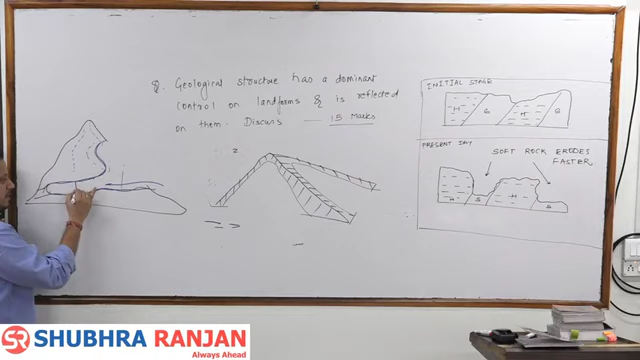 Q. Geological structure has a dominant
control on landforms & is reflected
on them. Discuss — 15 Marks
INITIAL STAGE
H S H S
PRESENT DAY
SOFT ROCK ERODES
FASTER
H S H S
SR SHUBHRA RANJAN
Always Ahead